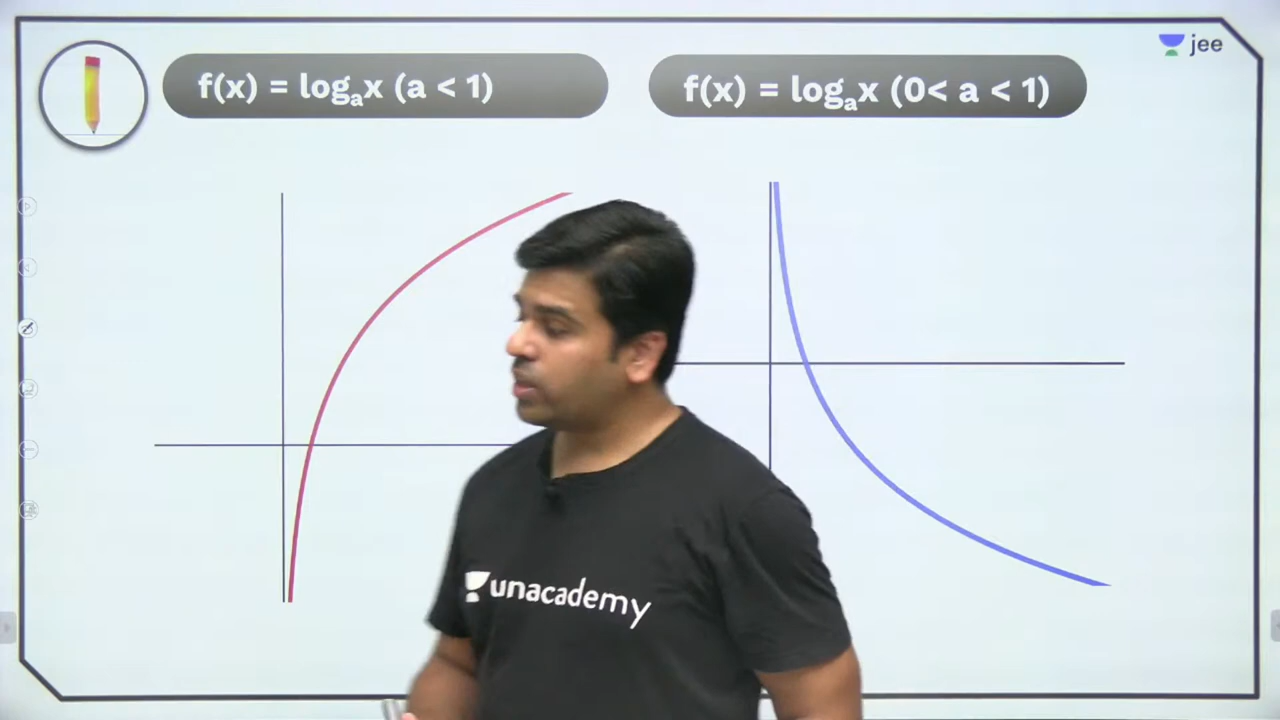 f(x) = logₐx (a < 1)
f(x) = logₐx (0< a < 1)
jee
unacademy